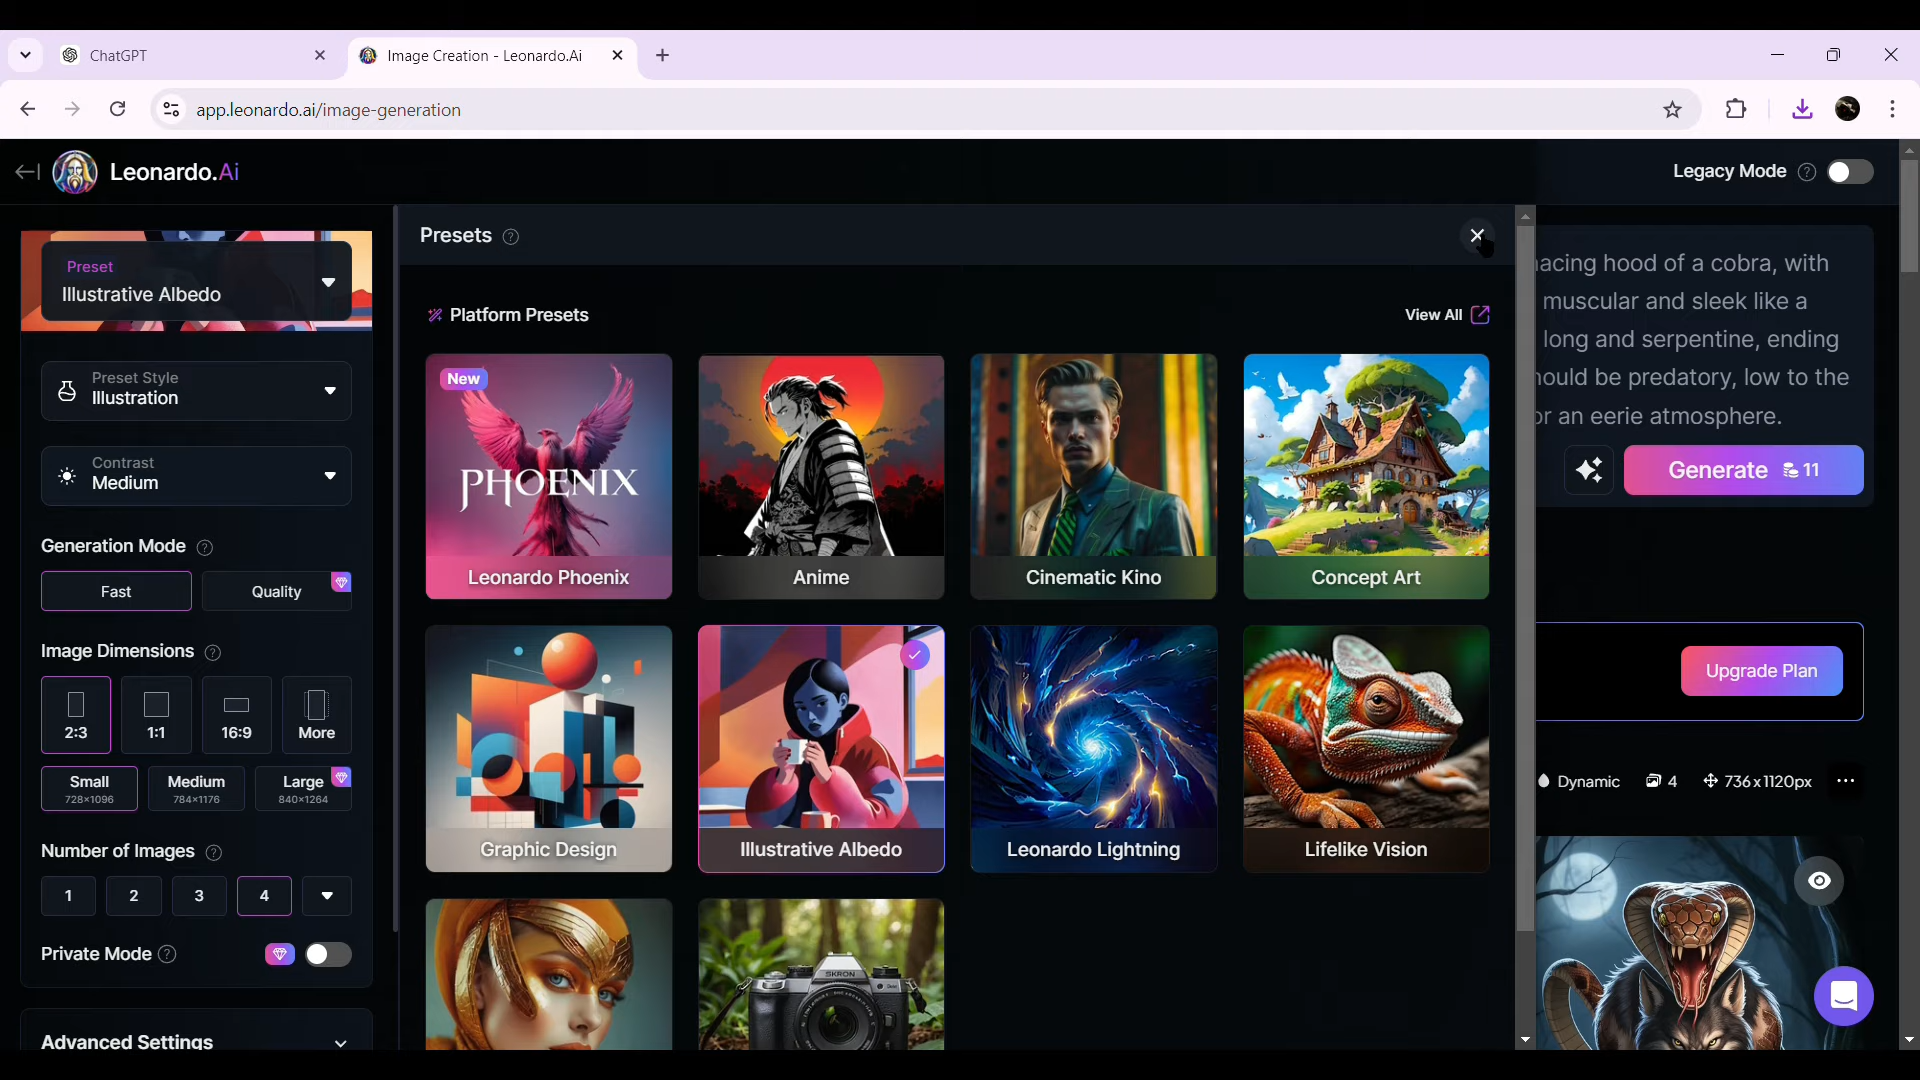 ChatGPT
Image Creation - Leonardo.Ai
app.leonardo.ai/image-generation
Leonardo.Ai
Legacy Mode
Preset
Illustrative Albedo
Preset Style
Illustration
Contrast
Medium
Generation Mode
Fast
Quality
Image Dimensions
2:3
1:1
16:9
More
Small
728×1096
Medium
784×1176
Large
840×1264
Number of Images
1
2
3
4
Private Mode
Advanced Settings
Presets
Platform Presets
View All
New
PHOENIX
Leonardo Phoenix
Anime
Cinematic Kino
Concept Art
Graphic Design
Illustrative Albedo
Leonardo Lightning
Lifelike Vision
SKRON
acing hood of a cobra, with
muscular and sleek like a
long and serpentine, ending
ould be predatory, low to the
or an eerie atmosphere.
Generate 11
Upgrade Plan
Dynamic
4
736x1120px